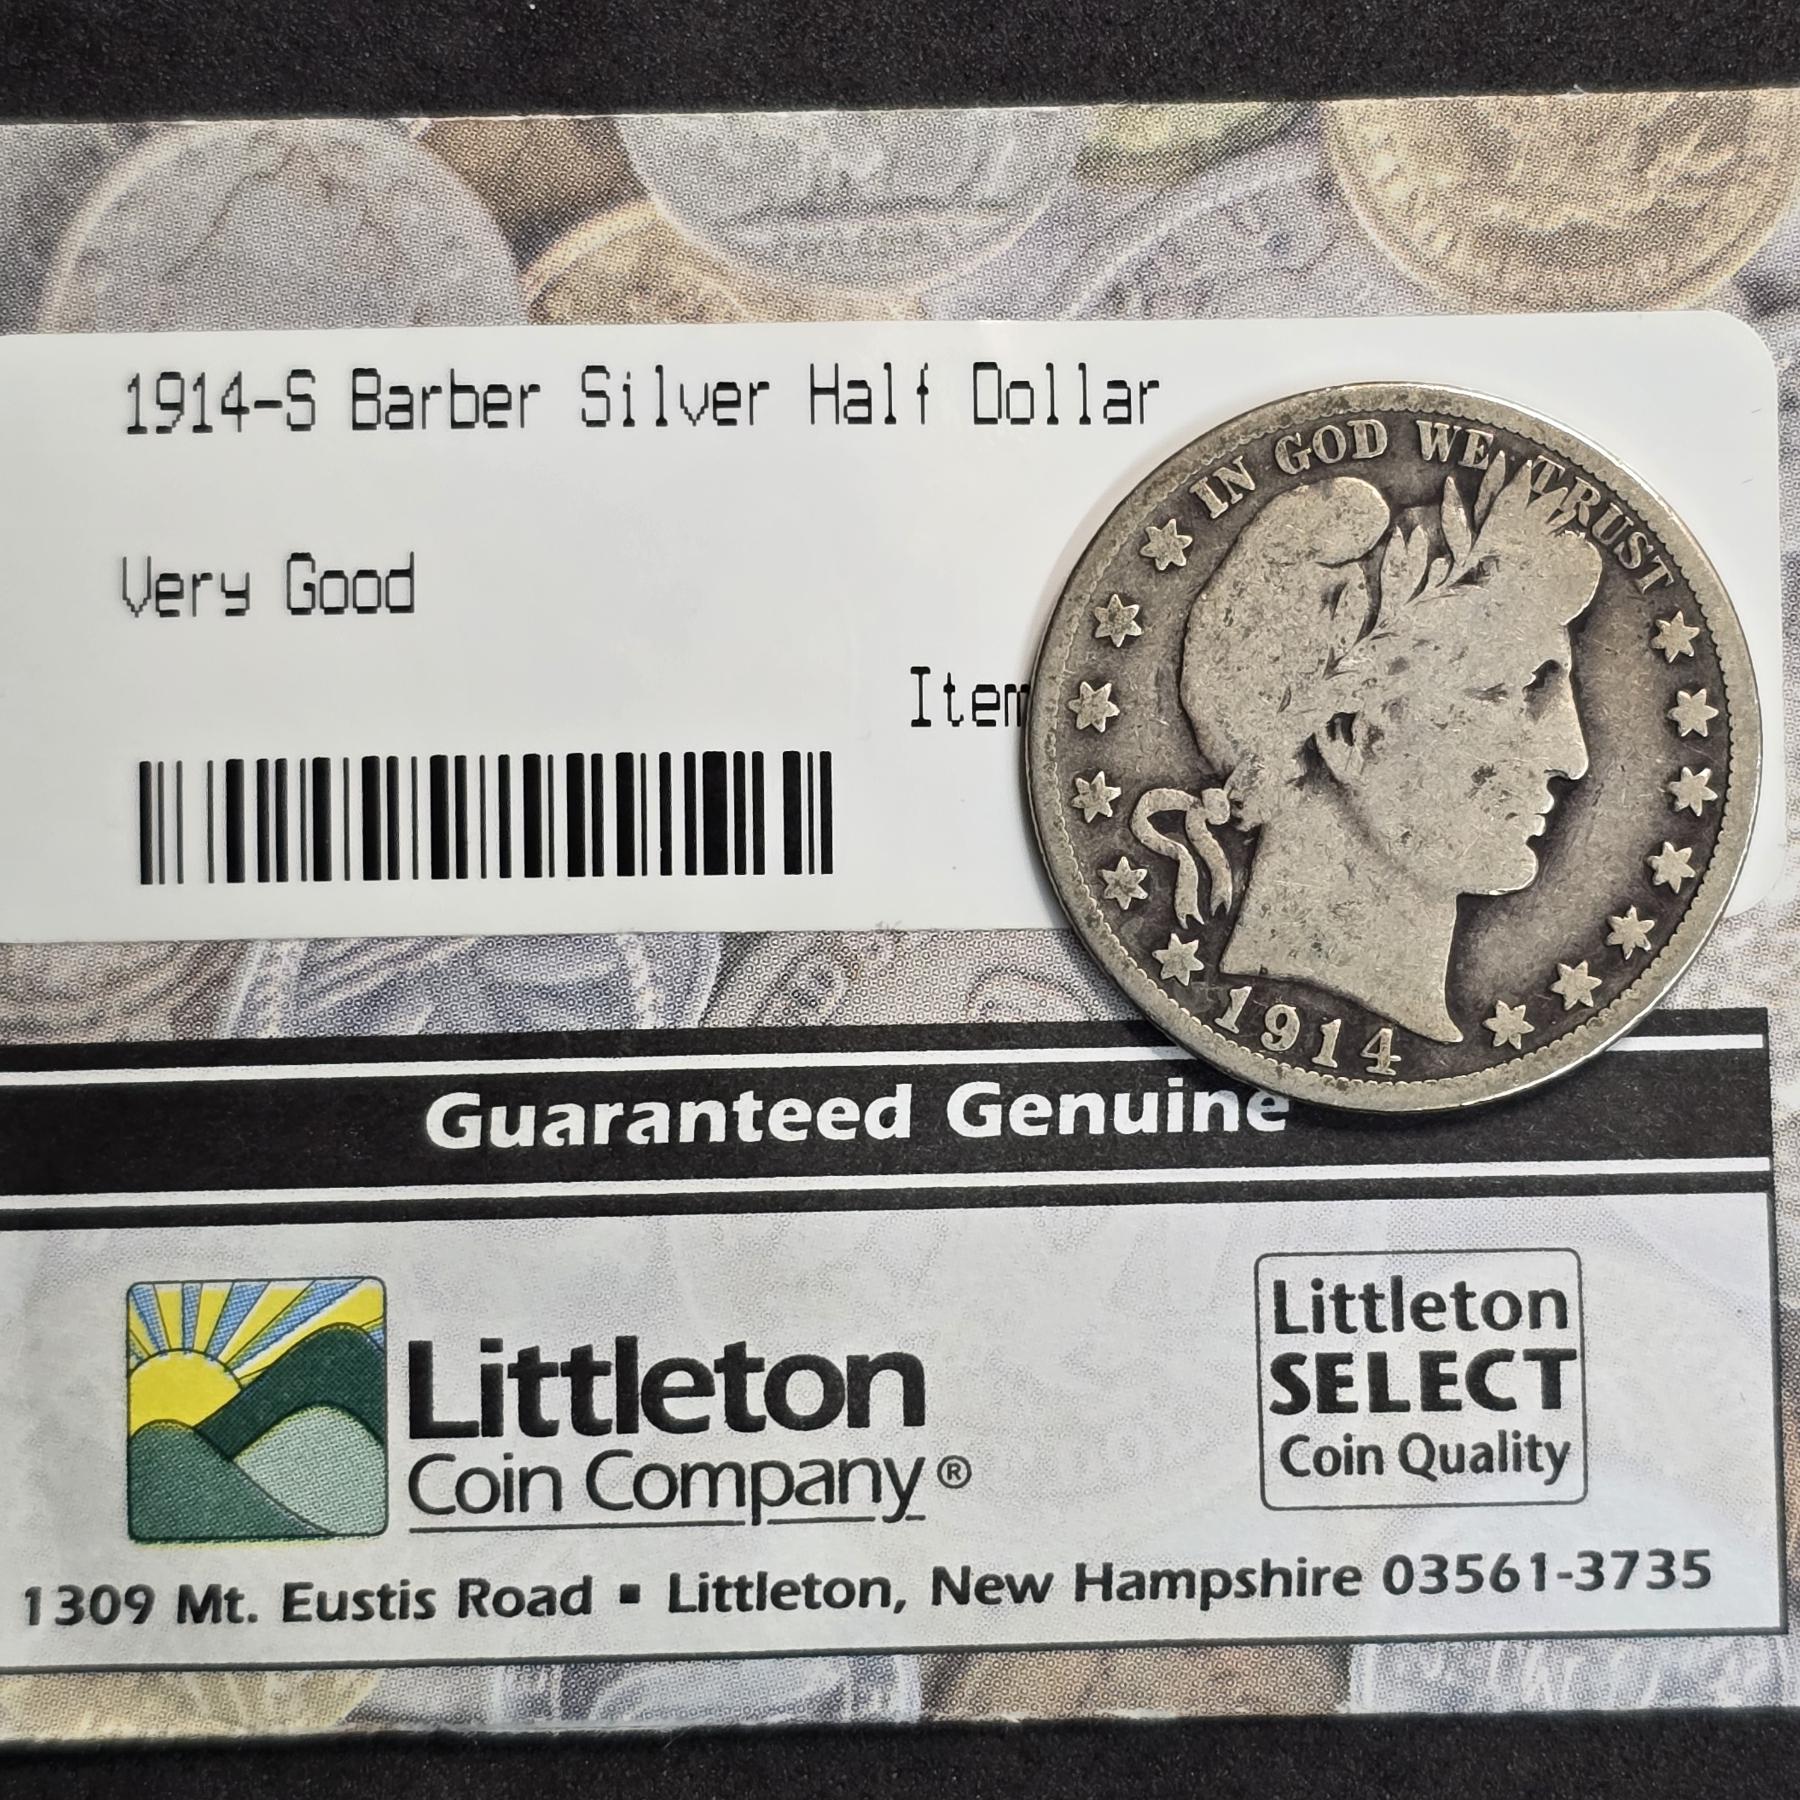 1914-S Barber Silver Half Dollar
Very Good
Item
IN GOD WE TRUST
1914
Guaranteed Genuine
Littleton
Coin Company®
Littleton
SELECT
Coin Quality
1309 Mt. Eustis Road ▪ Littleton, New Hampshire 03561-3735